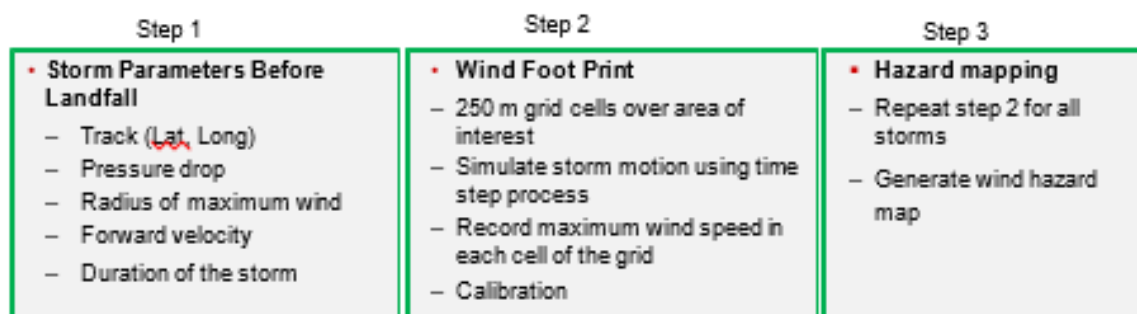 Step 1
• Storm Parameters Before
Landfall
– Track (Lat, Long)
– Pressure drop
– Radius of maximum wind
– Forward velocity
– Duration of the storm
Step 2
• Wind Foot Print
– 250 m grid cells over area of
interest
– Simulate storm motion using time
step process
– Record maximum wind speed in
each cell of the grid
– Calibration
Step 3
▪ Hazard mapping
– Repeat step 2 for all
storms
– Generate wind hazard
map